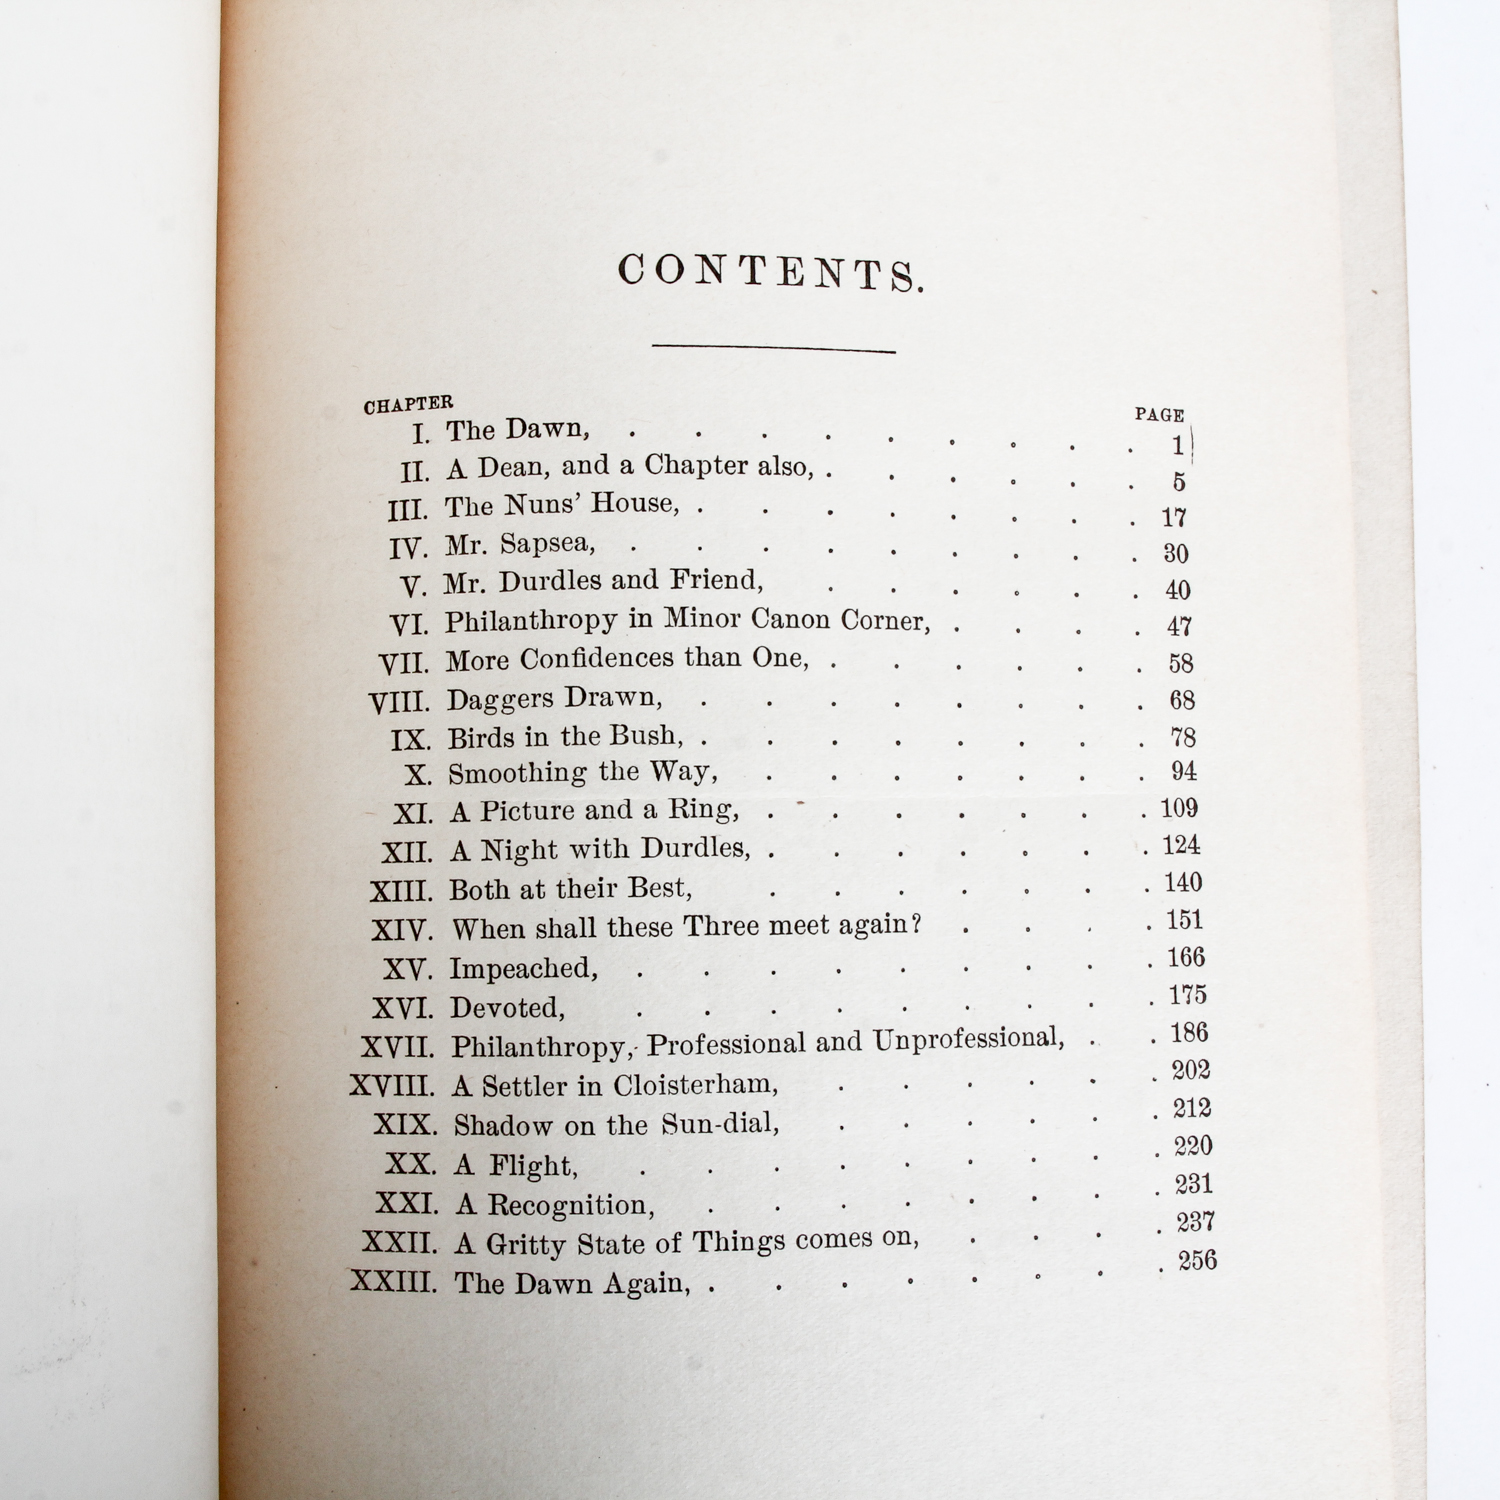 CONTENTS.
CHAPTER PAGE
I. The Dawn, . . . . . . . . . 1
II. A Dean, and a Chapter also, . . . . . . 5
III. The Nuns' House, . . . . . . . . 17
IV. Mr. Sapsea, . . . . . . . . . 30
V. Mr. Durdles and Friend, . . . . . . 40
VI. Philanthropy in Minor Canon Corner, . . . . 47
VII. More Confidences than One, . . . . . . 58
VIII. Daggers Drawn, . . . . . . . . 68
IX. Birds in the Bush, . . . . . . . . 78
X. Smoothing the Way, . . . . . . . 94
XI. A Picture and a Ring, . . . . . . . 109
XII. A Night with Durdles, . . . . . . . 124
XIII. Both at their Best, . . . . . . . 140
XIV. When shall these Three meet again? . . . . 151
XV. Impeached, . . . . . . . . . 166
XVI. Devoted, . . . . . . . . . 175
XVII. Philanthropy, Professional and Unprofessional, . . 186
XVIII. A Settler in Cloisterham, . . . . . . 202
XIX. Shadow on the Sun-dial, . . . . . . 212
XX. A Flight, . . . . . . . . . 220
XXI. A Recognition, . . . . . . . . 231
XXII. A Gritty State of Things comes on, . . . . 237
XXIII. The Dawn Again, . . . . . . . . 256